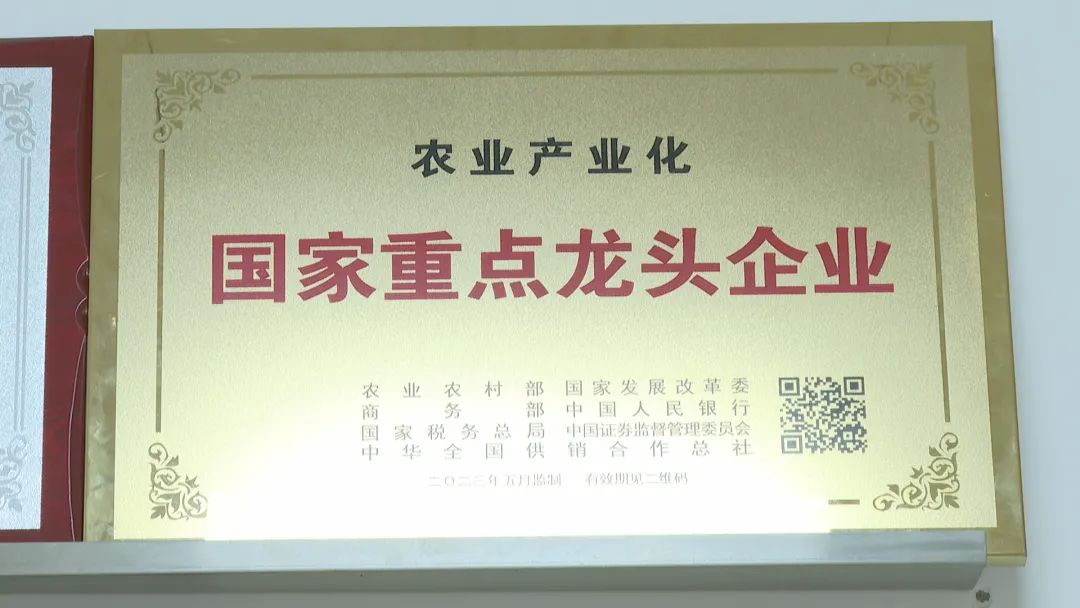 农业产业化
国家重点龙头企业
农业农村部 国家发展改革委
商务部 中国人民银行
国家税务总局 中国证券监督管理委员会
中华全国供销合作总社
二〇二三年五月监制 有效期见二维码